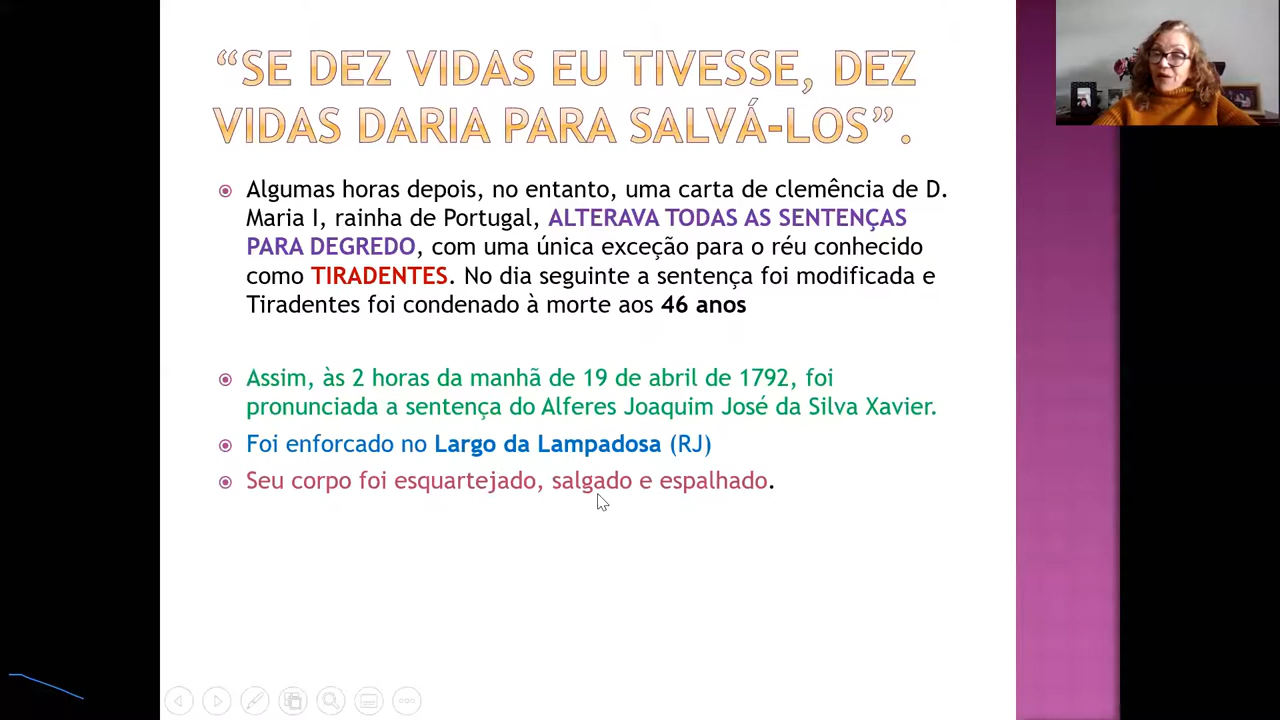 “SE DEZ VIDAS EU TIVESSE, DEZ
VIDAS DARIA PARA SALVÁ-LOS”.
Algumas horas depois, no entanto, uma carta de clemência de D.
Maria I, rainha de Portugal, ALTERAVA TODAS AS SENTENÇAS
PARA DEGREDO, com uma única exceção para o réu conhecido
como TIRADENTES. No dia seguinte a sentença foi modificada e
Tiradentes foi condenado à morte aos 46 anos
Assim, às 2 horas da manhã de 19 de abril de 1792, foi
pronunciada a sentença do Alferes Joaquim José da Silva Xavier.
Foi enforcado no Largo da Lampadosa (RJ)
Seu corpo foi esquartejado, salgado e espalhado.